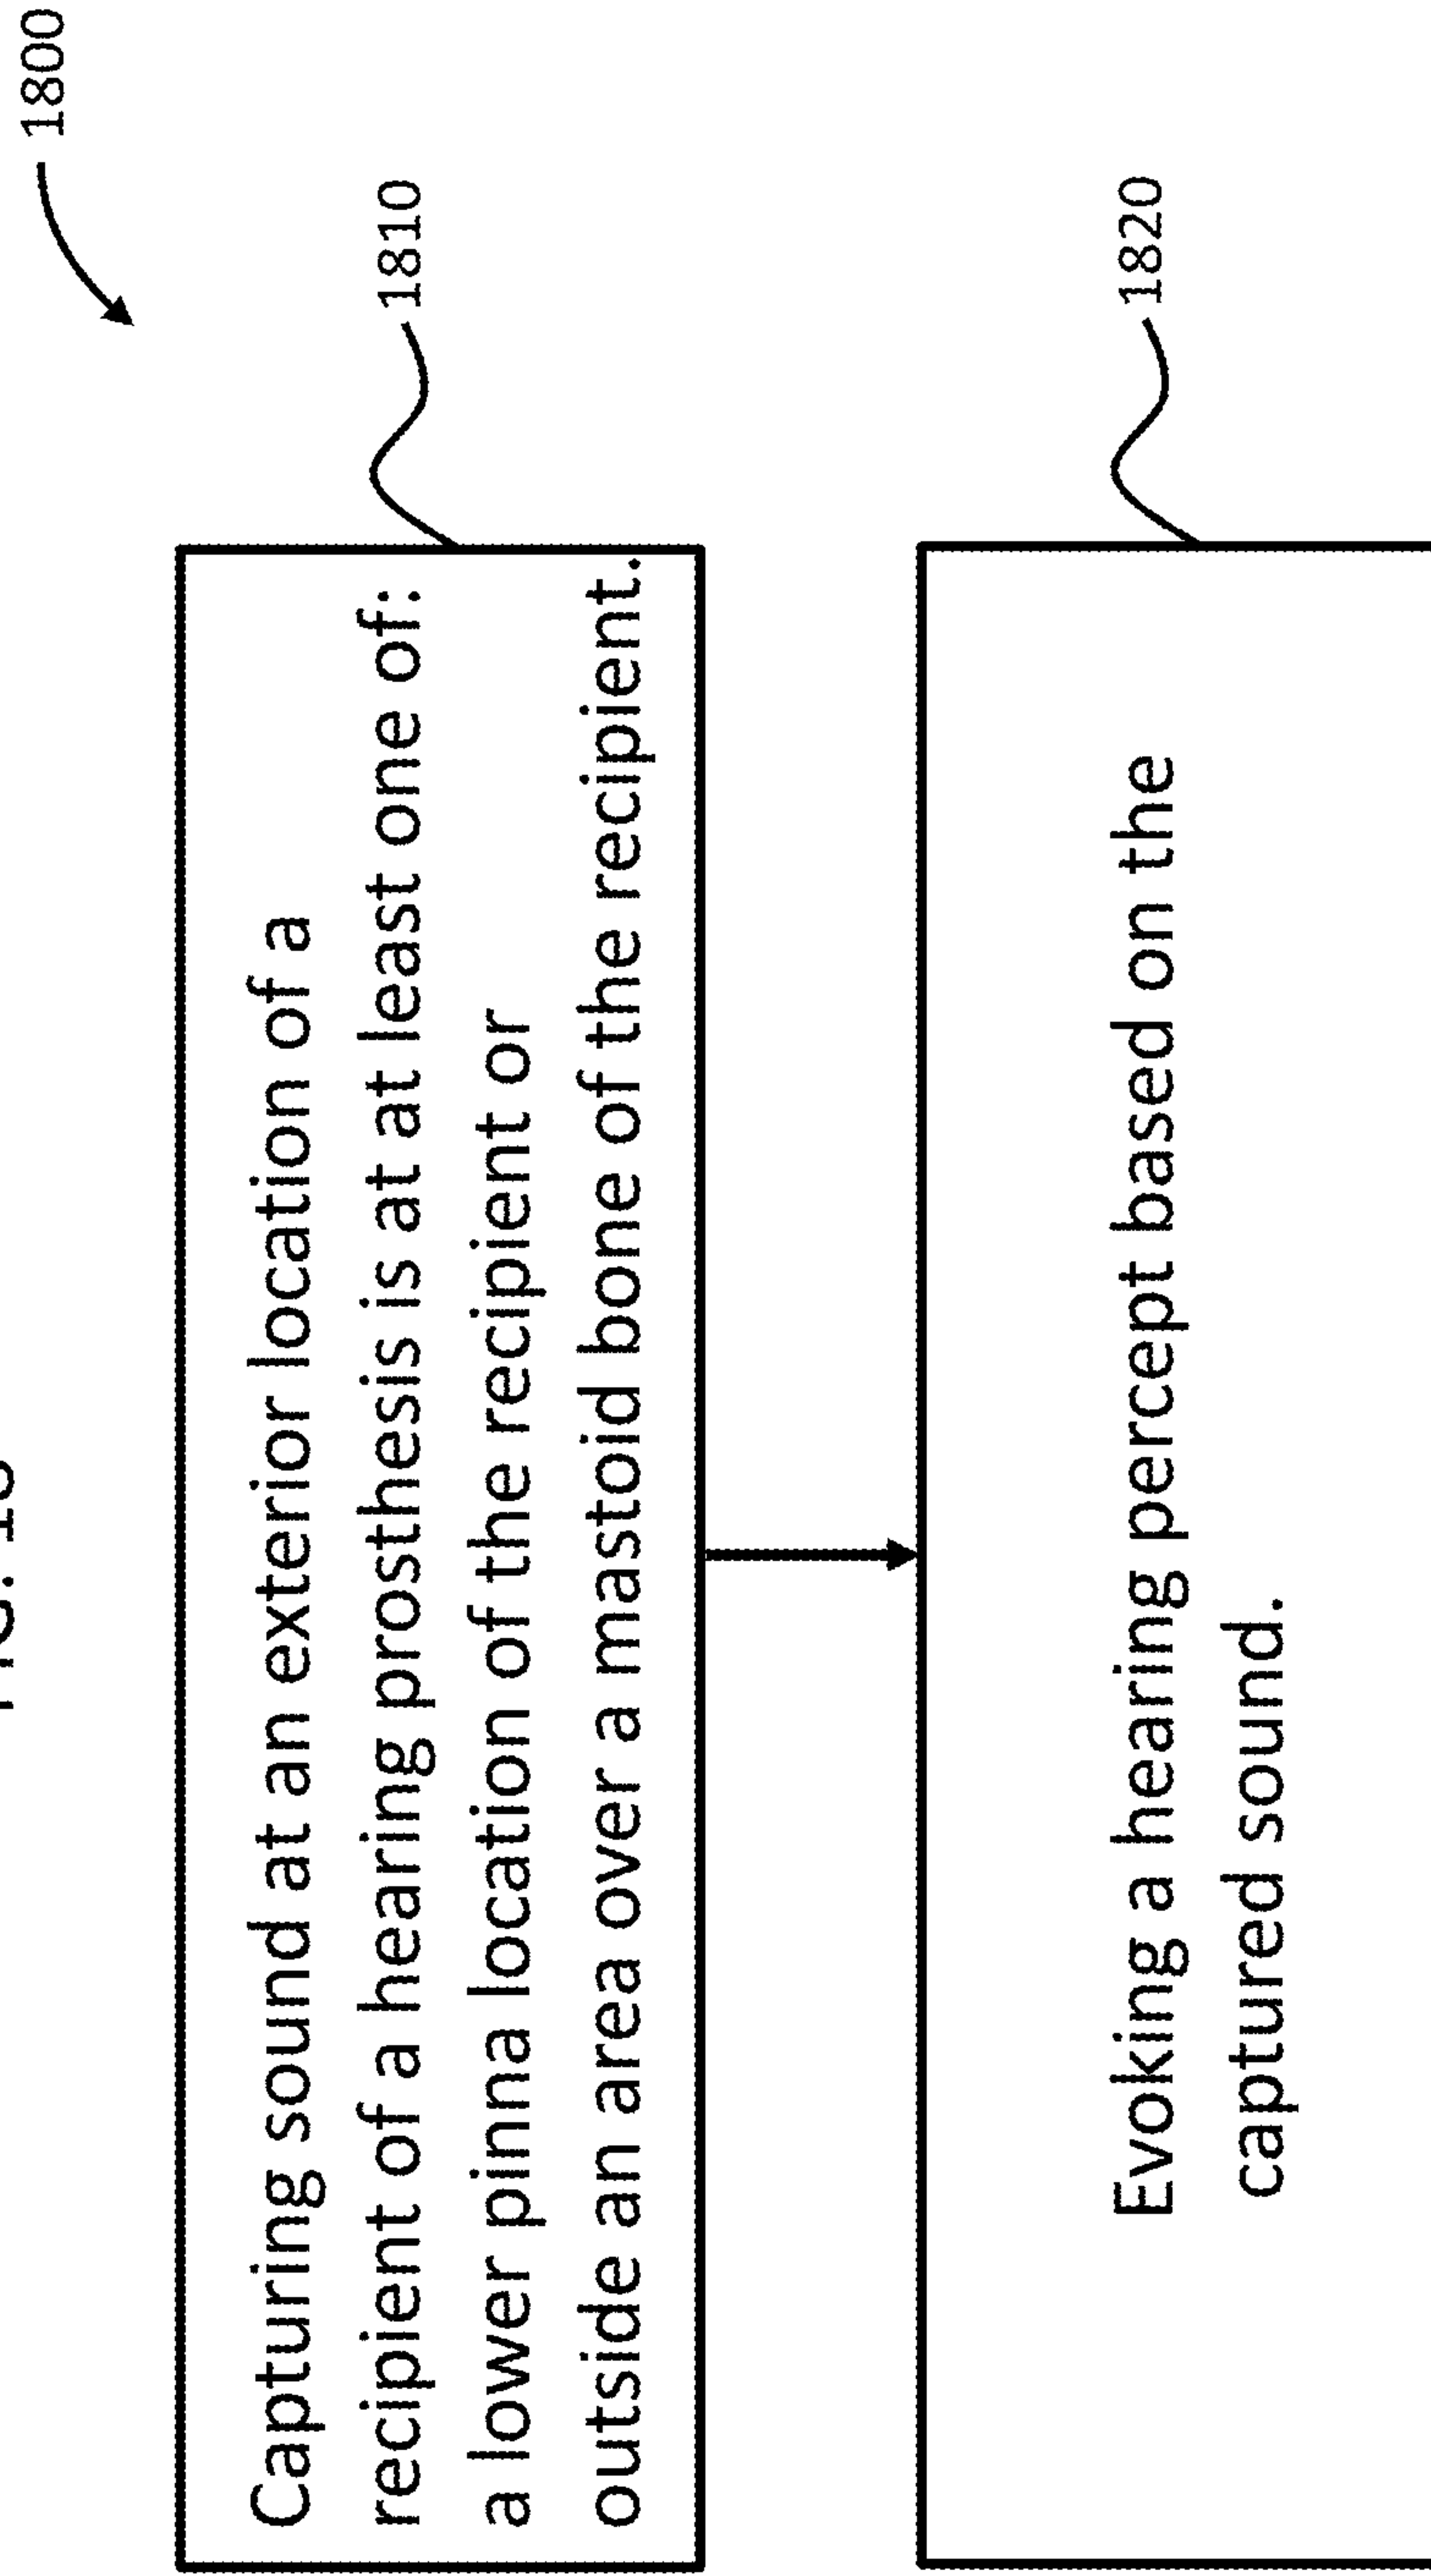 FIG.
1800
Capturing sound at an exterior location of a
recipient of a hearing prosthesis is at at least one of:
a lower pinna location of the recipient or
outside an area over a mastoid bone of the recipient.
1810
Evoking a hearing percept based on the
captured sound.
1820